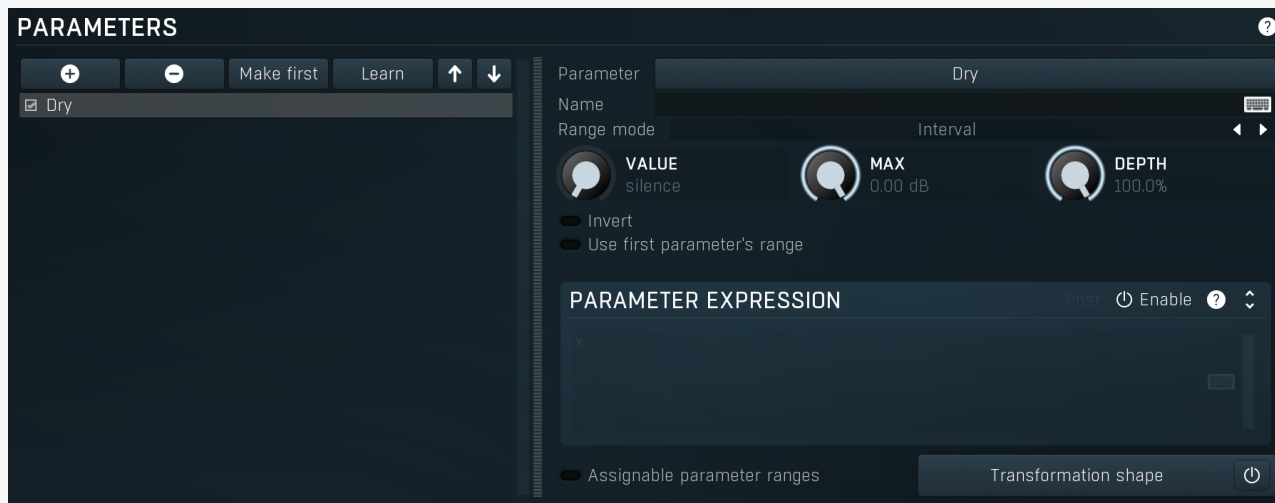 PARAMETERS
?
Make first Learn
Dry
Parameter Dry
Name
Range mode Interval
VALUE
silence
MAX
0.00 dB
DEPTH
100.0%
Invert
Use first parameter's range
PARAMETER EXPRESSION Post Enable ?
x
Assignable parameter ranges Transformation shape